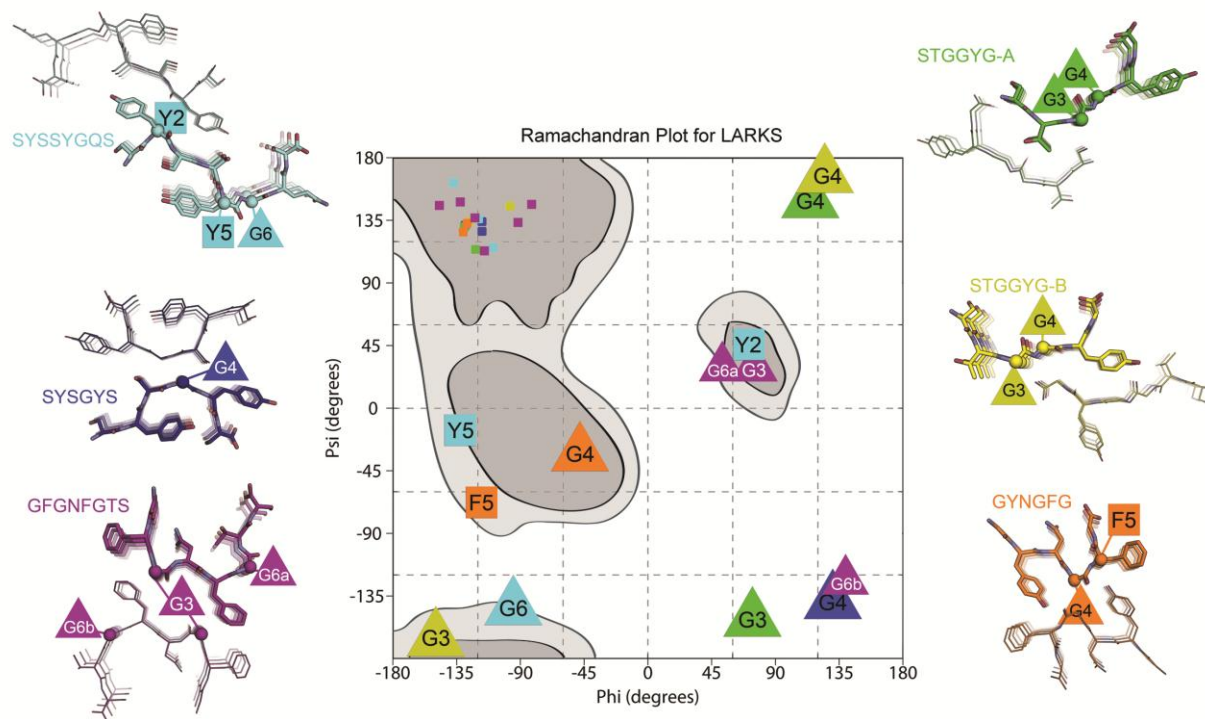 Y2
SYSSYGQS
Y5
G6
G4
SYSGYS
GFGNFGTS
G6a
G3
G6b
Ramachandran Plot for LARKS
Psi (degrees)
180
135
90
45
0
-45
-90
-135
G4
G4
Y2
G6a
G3
Y5
G4
F5
G6b
G4
G6
G3
G3
-180
-135
-90
-45
0
45
90
135
180
Phi (degrees)
STGGYG-A
G4
G3
STGGYG-B
G4
G3
GYNGFG
F5
G4